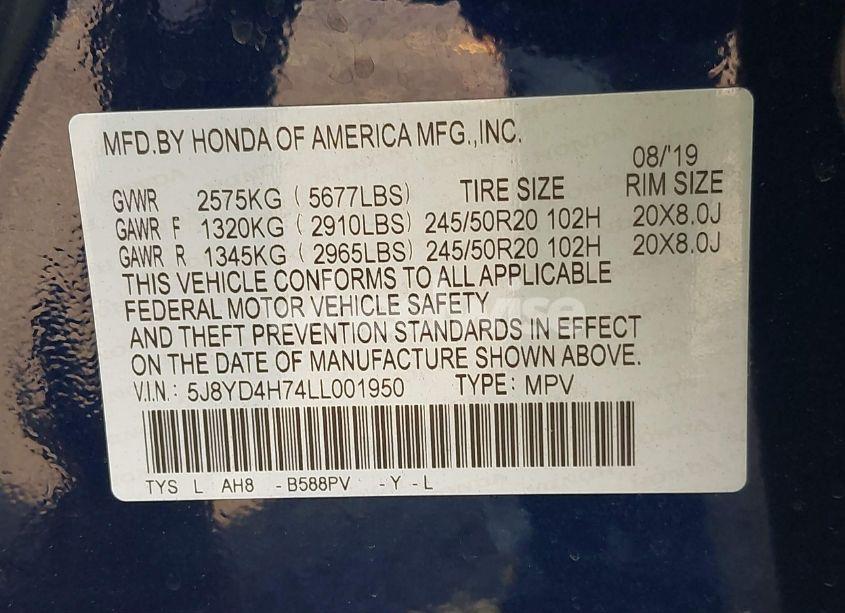 MFD.BY HONDA OF AMERICA MFG.,INC.
08/'19
GVWR 2575KG ( 5677LBS) TIRE SIZE RIM SIZE
GAWR F 1320KG ( 2910LBS) 245/50R20 102H 20X8.0J
GAWR R 1345KG ( 2965LBS) 245/50R20 102H 20X8.0J
THIS VEHICLE CONFORMS TO ALL APPLICABLE
FEDERAL MOTOR VEHICLE SAFETY
AND THEFT PREVENTION STANDARDS IN EFFECT
ON THE DATE OF MANUFACTURE SHOWN ABOVE.
V.I.N.: 5J8YD4H74LL001950 TYPE: MPV
TYS L AH8 -B588PV -Y -L